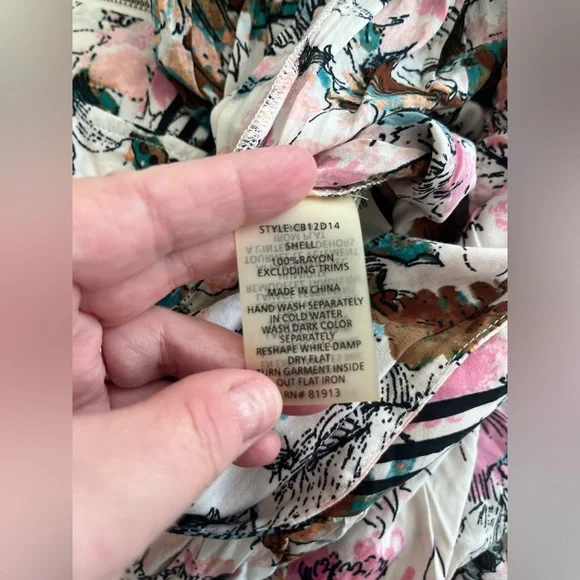 STYLE:CB12D14
SHELL
100%RAYON
EXCLUDING TRIMS
MADE IN CHINA
HAND WASH SEPARATELY
IN COLD WATER
WASH DARK COLOR
SEPARATELY
RESHAPE WHILE DAMP
DRY FLAT
URN GARMENT INSIDE
OUT FLAT IRON
RN# 81913